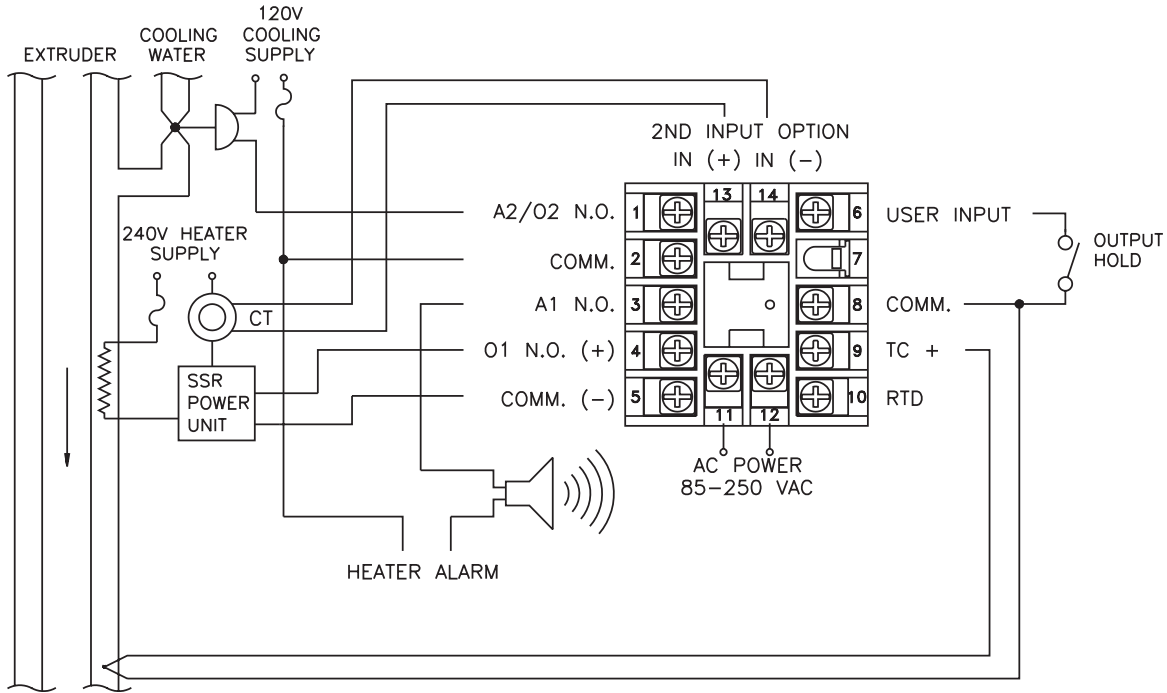 120V
COOLING
SUPPLY
COOLING
WATER
EXTRUDER
2ND INPUT OPTION
IN (+) IN (-)
13 14
A2/O2 N.O. 1
6 USER INPUT
OUTPUT
HOLD
240V HEATER
SUPPLY
COMM. 2
7
CT
A1 N.O. 3
8 COMM.
O1 N.O. (+) 4
9 TC +
SSR
POWER
UNIT
COMM. (-) 5
10 RTD
11 12
AC POWER
85-250 VAC
HEATER ALARM